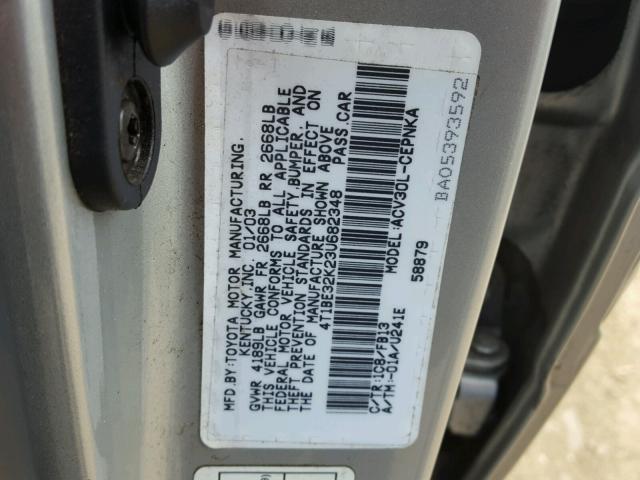 MFD.BY:TOYOTA MOTOR MANUFACTURING.
KENTUCKY,INC. 01/03
GVWR 4189LB GAWR FR 2668LB RR 2668LB
THIS VEHICLE CONFORMS TO ALL APPLICABLE
FEDERAL MOTOR VEHICLE SAFETY,BUMPER, AND
THEFT PREVENTION STANDARDS IN EFFECT ON
THE DATE OF MANUFACTURE SHOWN ABOVE
4T1BE32K23U682348 PASS.CAR
MODEL:ACV30L-CEPNKA
58879
C/TR:1C8/FB13
A/TM:-01A/U241E
BA05393592